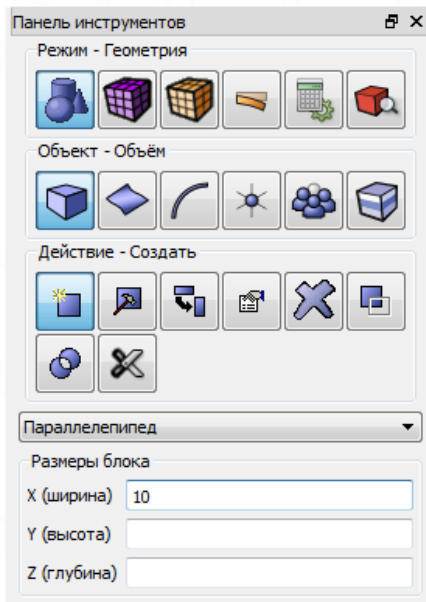 Панель инструментов
Режим - Геометрия
Объект - Объём
Действие - Создать
Параллелепипед
Размеры блока
X (ширина) 10
Y (высота)
Z (глубина)